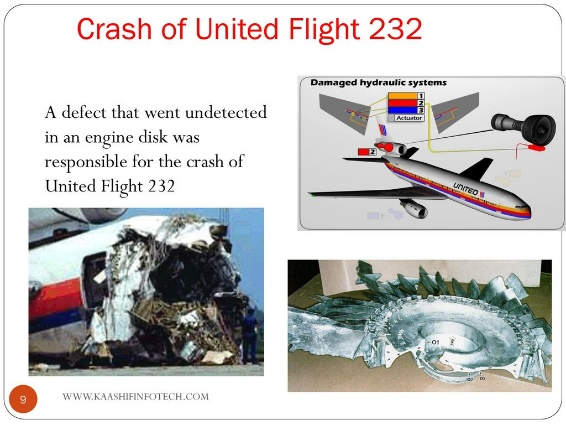 Crash of United Flight 232
Damaged hydraulic systems
1
2
3
Actuator
2
UNITED
A defect that went undetected
in an engine disk was
responsible for the crash of
United Flight 232
9
WWW.KAASHIFINFOTECH.COM